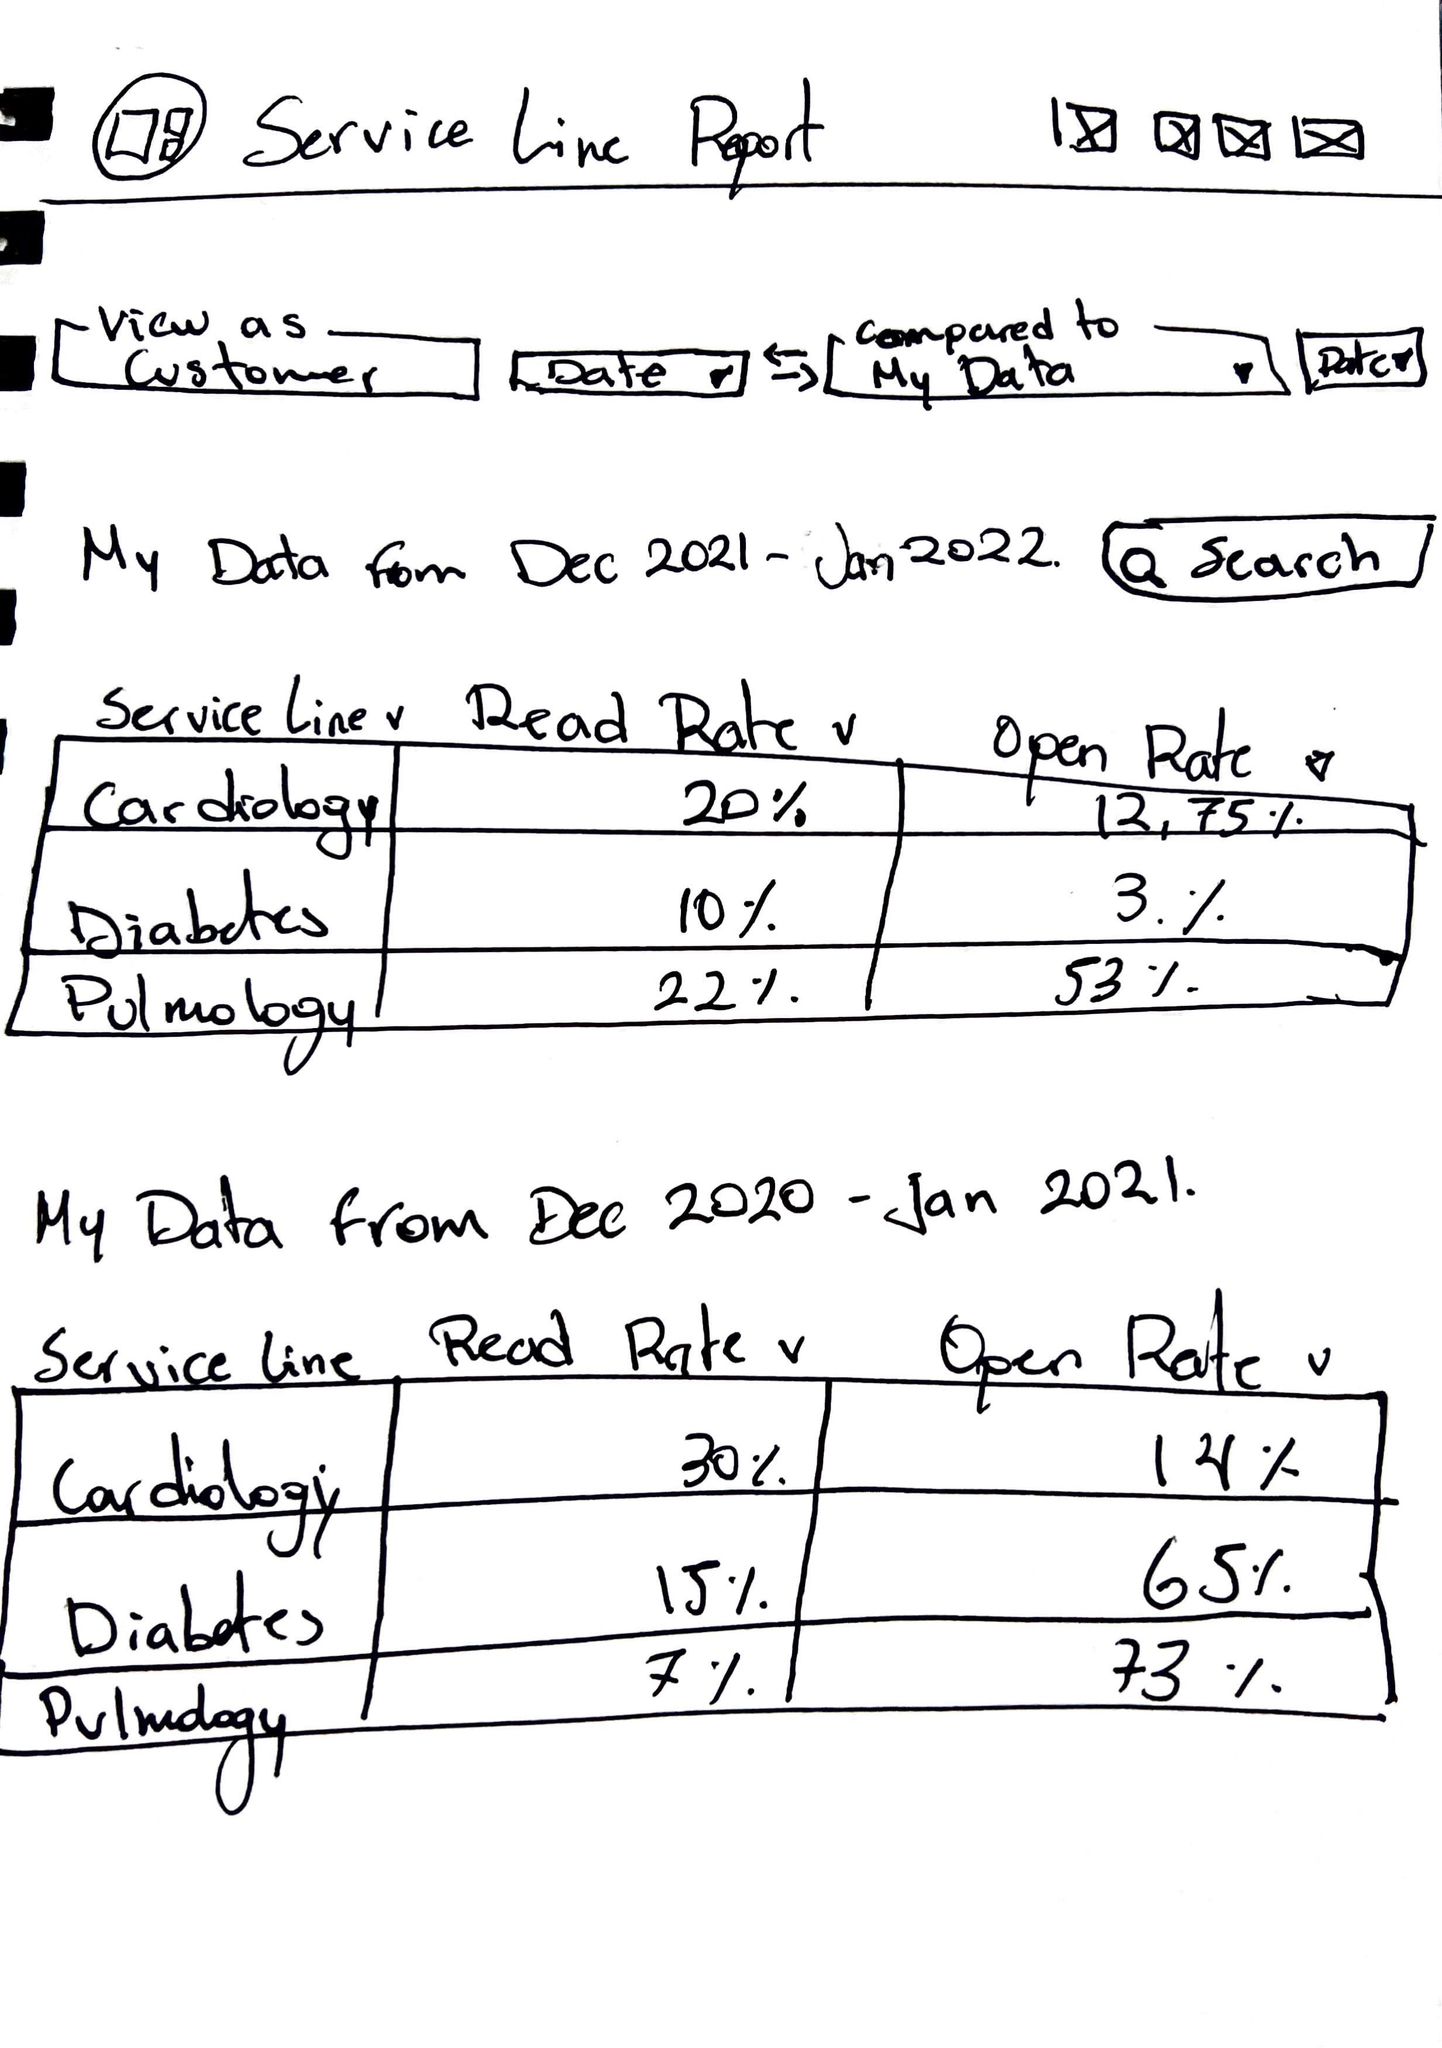 Service Line Report
View as
Customer
Date
Compared to
My Data
Date
My Data from Dec 2021 - Jan 2022.
Search
Service Line Read Rate Open Rate
Cardiology 20% 12,75%
Diabetes 10% 3.%
Pulmology 22% 53%
My Data from Dec 2020 - Jan 2021.
Service Line Read Rate Open Rate
Cardiology 30% 14%
Diabetes 15% 65%
Pulmology 7% 73%